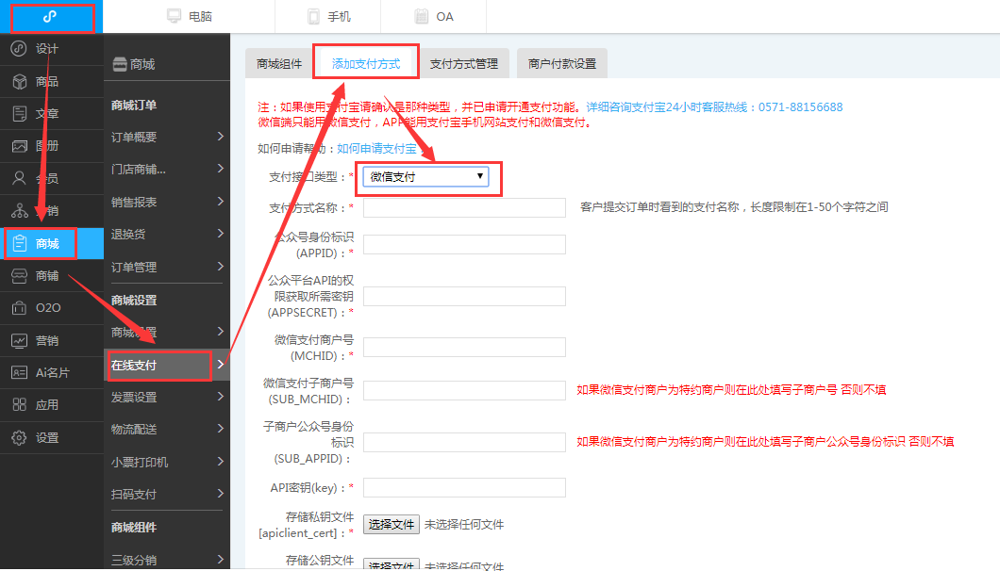 电脑
手机
OA
设计
商品
文章
图册
会员
商城
商铺
O2O
营销
Ai名片
应用
设置
商城
商城订单
订单概要
门店商铺...
销售报表
退换货
订单管理
商城设置
商城设置
在线支付
发票设置
物流配送
小票打印机
扫码支付
商城组件
三级分销
商城组件
添加支付方式
支付方式管理
商户付款设置
注：如果使用支付宝请确认是那种类型，并已申请开通支付功能。详细咨询支付宝24小时客服热线：0571-88156688
微信端只能用微信支付，APP能用支付宝手机网站支付和微信支付。
如何申请帮助：如何申请支付宝
支付接口类型：*
微信支付
支付方式名称：*
客户提交订单时看到的支付名称，长度限制在1-50个字符之间
公众号身份标识
(APPID)：*
公众平台API的权
限获取所需密钥
(APPSECRET)：*
微信支付商户号
(MCHID)：*
微信支付子商户号
(SUB_MCHID)：
如果微信支付商户为特约商户则在此处填写子商户号 否则不填
子商户公众号身份
标识
(SUB_APPID)：
如果微信支付商户为特约商户则在此处填写子商户公众号身份标识 否则不填
API密钥(key)：*
存储私钥文件
[apiclient_cert]：*
选择文件 未选择任何文件
存储公钥文件
选择文件 未选择任何文件